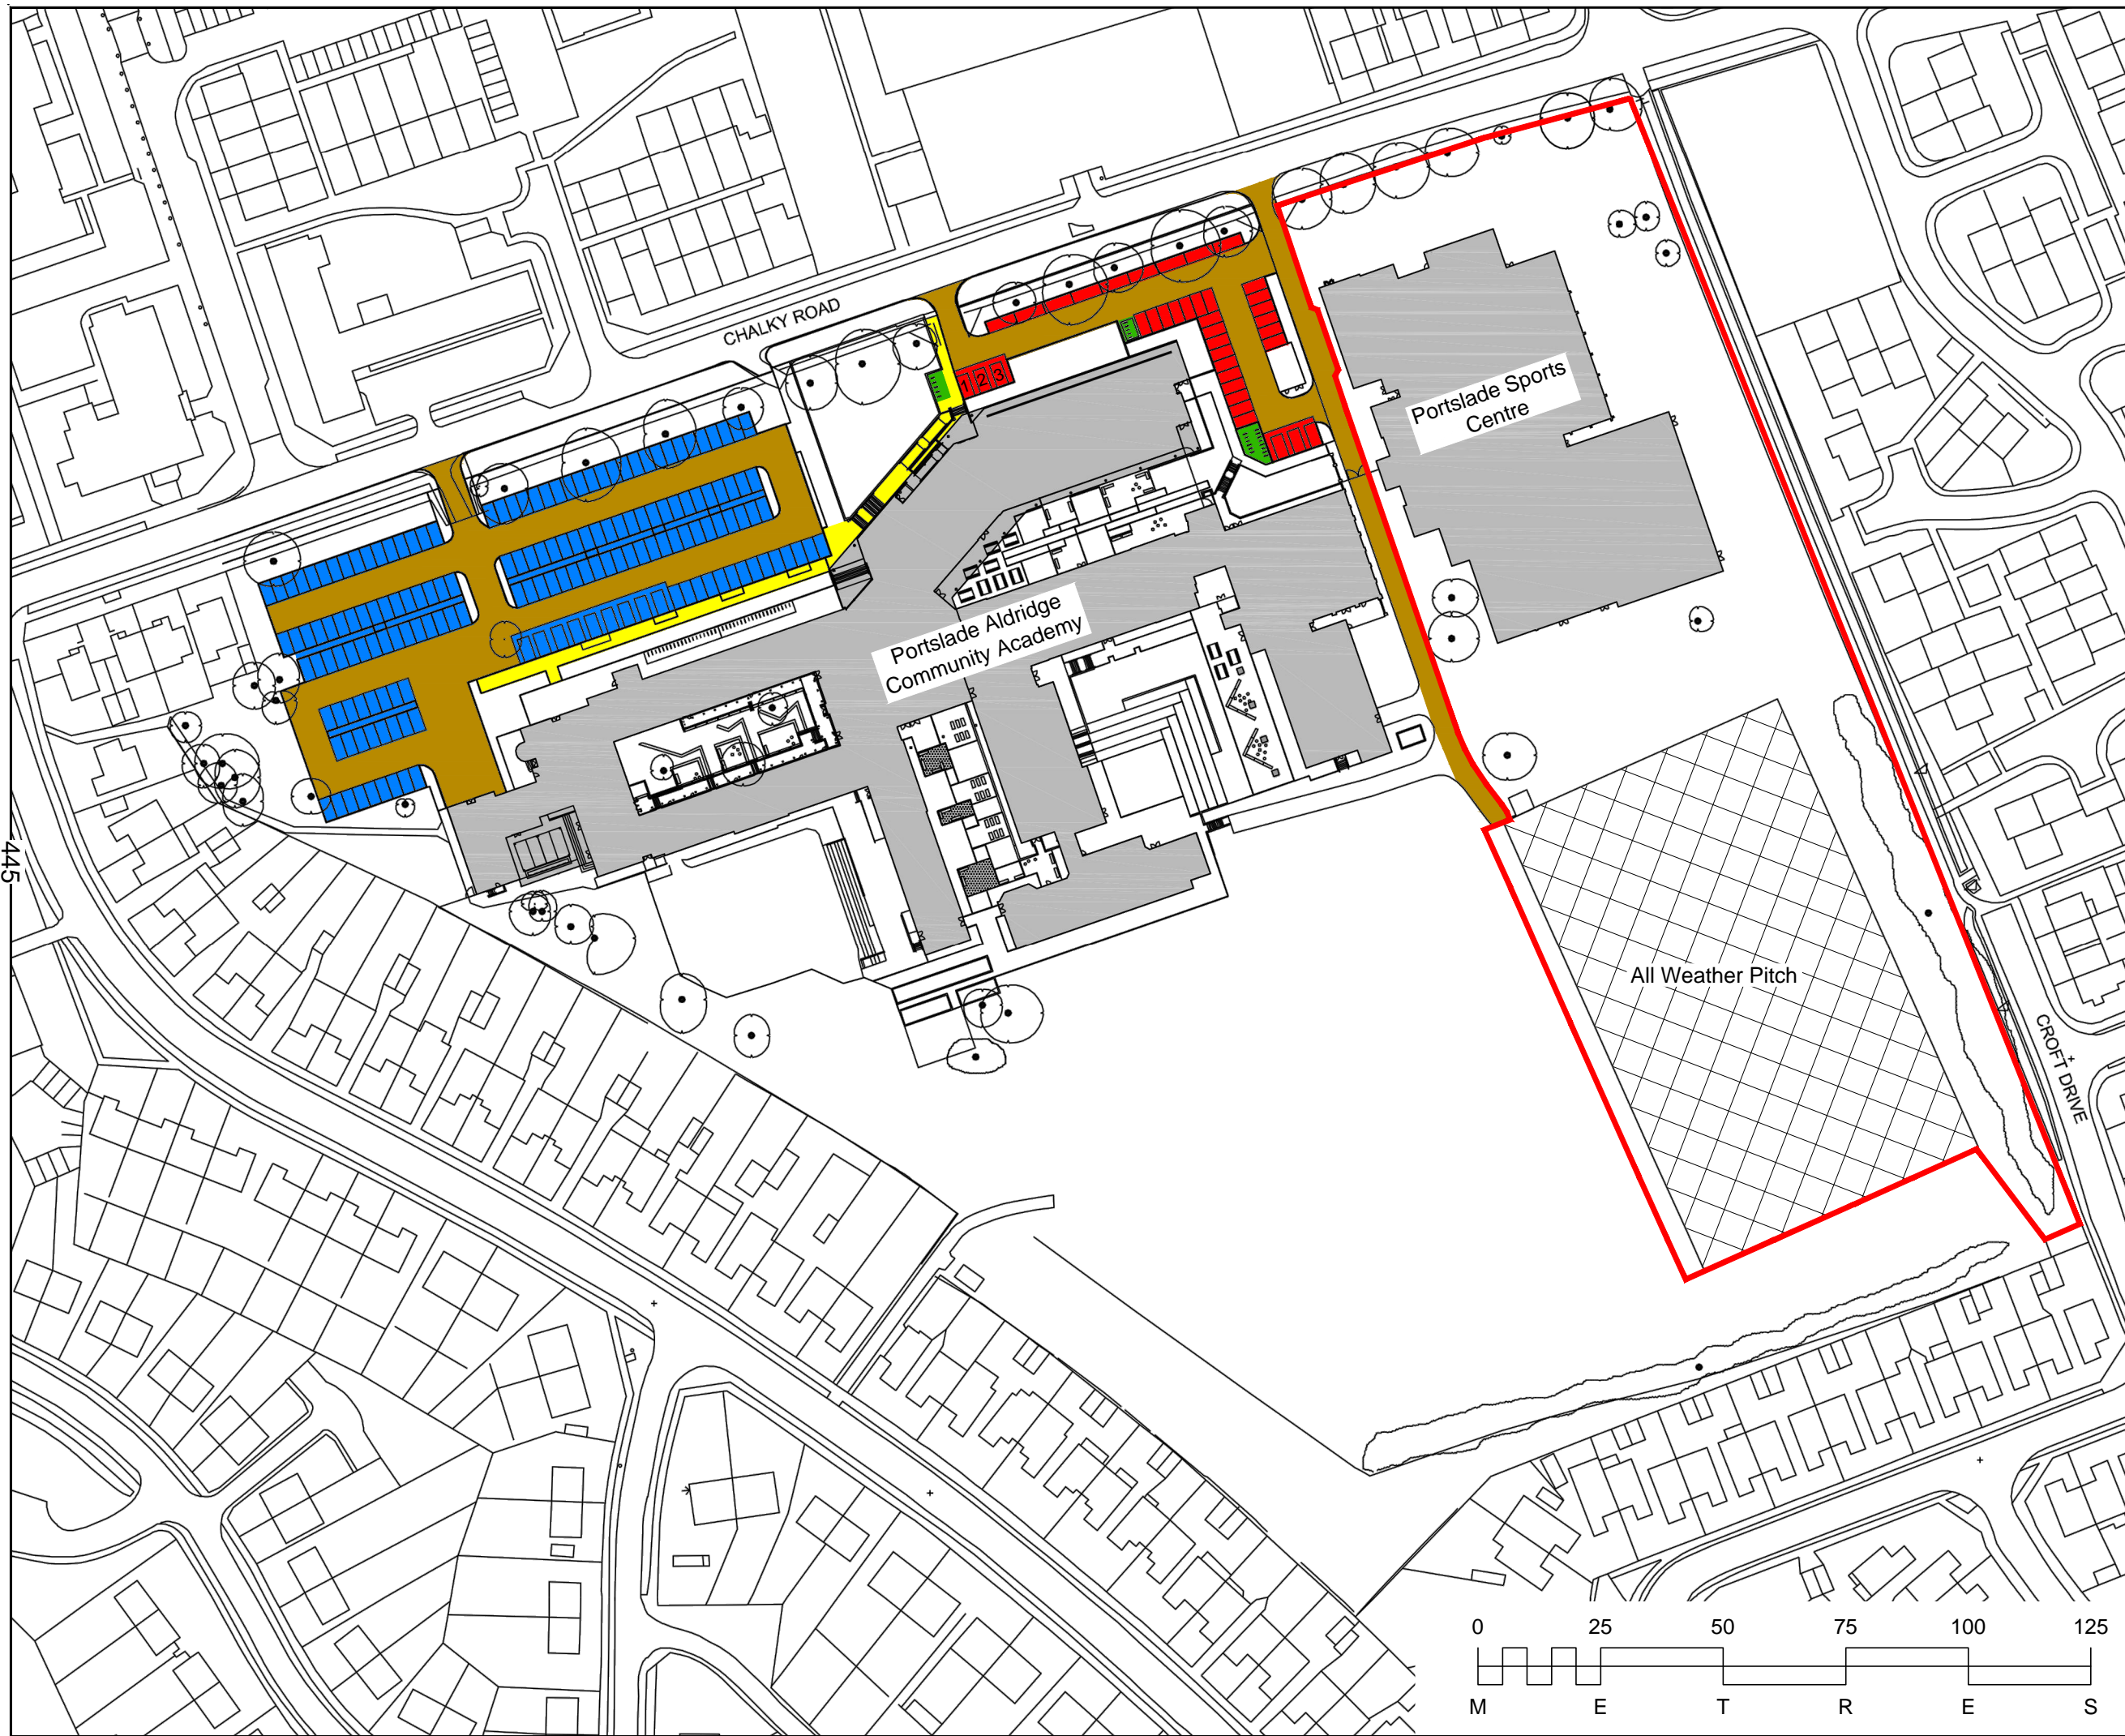 CHALKY ROAD
1 2 3
Portslade Sports
Centre
Portslade Aldridge
Community Academy
445
All Weather Pitch
CROFT DRIVE
0 25 50 75 100 125
M E T R E S